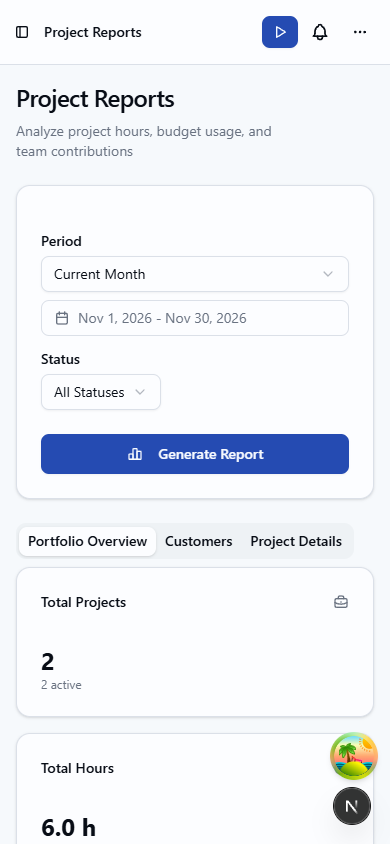 Project Reports
Project Reports
Analyze project hours, budget usage, and
team contributions
Period
Current Month
Nov 1, 2026 - Nov 30, 2026
Status
All Statuses
Generate Report
Portfolio Overview Customers Project Details
Total Projects
2
2 active
Total Hours
6.0 h
N